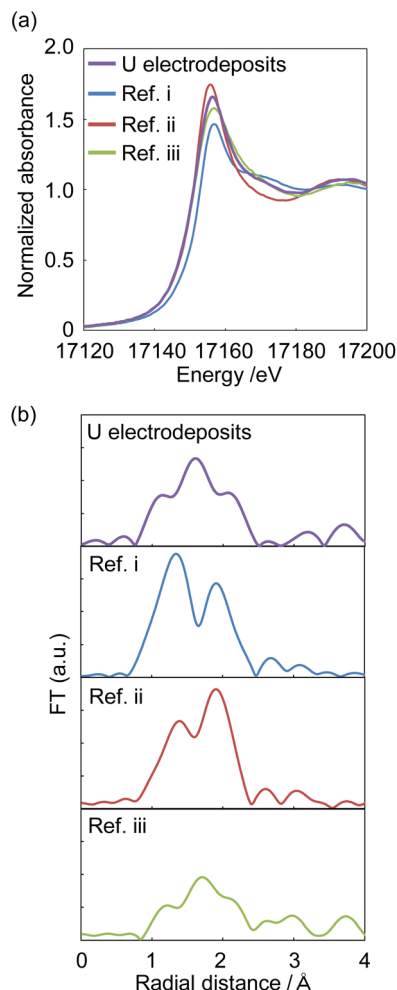 (a)
2.0
1.5
1.0
0.5
0
U electrodeposits
Ref. i
Ref. ii
Ref. iii
Normalized absorbance
17120 17140 17160 17180 17200
Energy /eV
(b)
U electrodeposits
Ref. i
Ref. ii
Ref. iii
FT (a.u.)
0 1 2 3 4
Radial distance / Å